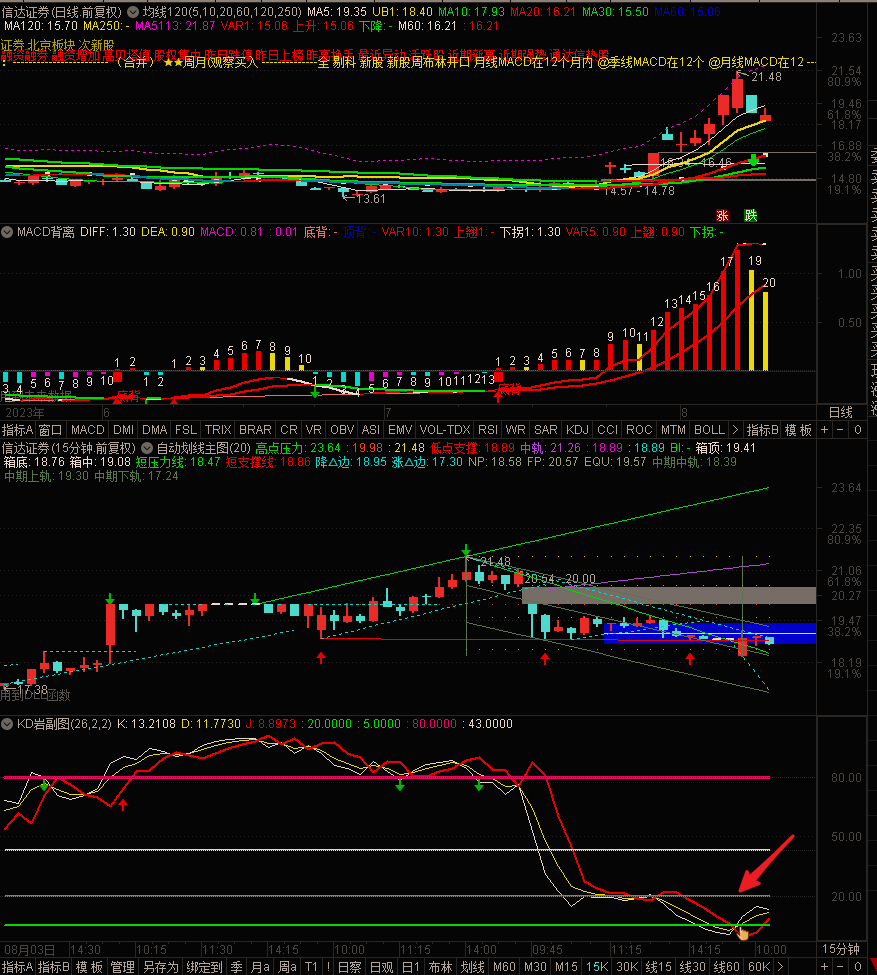 信达证券(日线.前复权) 均线120(5,10,20,60,120,250) MA5: 19.35 UB1: 18.40 MA10: 17.93 MA20: 16.21 MA30: 15.50 MA60: 15.06
MA120: 15.70 MA250: - MA5113: 21.87 VAR1: 15.06 上升: 15.06 下降: - M60: 16.21 : 16.21
证券 北京板块 次新股
(合并) ★★周月(观察买入
新股 新股周布林开口 月线MACD在12个月内 @季线MACD在12个 @月线MACD在12 --
23.63
21.54
80.9%
19.46
61.8%
18.17
16.88
38.2%
14.80
19.1%
21.48
16.46
14.57 - 14.78
13.61
涨 跌
MACD背离 DIFF: 1.30 DEA: 0.90 MACD: 0.81 : 0.01 底背: - 顶背: - VAR10: 1.30 上翘1: - 下拐1: 1.30 VAR5: 0.90 上翘: 0.90 下拐: -
1.00
0.50
3 4 5 6 7 8 9 10 1 2 1 2 1 2 3 4 5 6 7 8 9 10 1 2 3 4 5 6 7 8 9 10 11 12 13 1 2 3 4 5 6 7 8 9 10 11 12 13 14 15 16 17 19 20
底背
底背
2023年 6 7 8 日线
指标A 窗口 MACD DMI DMA FSL TRIX BRAR CR VR OBV ASI EMV VOL-TDX RSI WR SAR KDJ CCI ROC MTM BOLL > 指标B 模 板 + - O
信达证券(15分钟.前复权) 自动划线主图(20) 高点压力: 23.64 : 19.98 : 21.48 低点支撑: 18.89 中轨: 21.26 : 18.89 : 18.89 BI: - 箱顶: 19.41
箱底: 18.76 箱中: 19.08 短压力线: 18.47 短支撑线: 18.86 降△边: 18.95 涨△边: 17.30 NP: 18.58 FP: 20.57 EQU: 19.57 中期中轨: 18.39
中期上轨: 19.30 中期下轨: 17.24
23.64
22.35
80.9%
21.06
61.8%
20.27
19.47
38.2%
18.19
19.1%
21.48
20.54 - 20.00
17.38
用到DLL函数
KD岩副图(26,2,2) K: 13.2108 D: 11.7730 J: 8.8973 : 20.0000 : 5.0000 : 80.0000 : 43.0000
80.00
50.00
20.00
08月03日 14:30 10:15 11:30 14:15 10:00 11:15 14:00 ! 09:45 11:15 14:15 10:00 15分钟
指标A 指标B 模 板 管理 另存为 绑定到 季 月a 周a T1 ! 日察 日观 日1 布林 划线 M60 M30 M15 15K 30K 线15 线30 线60 60K > + - O